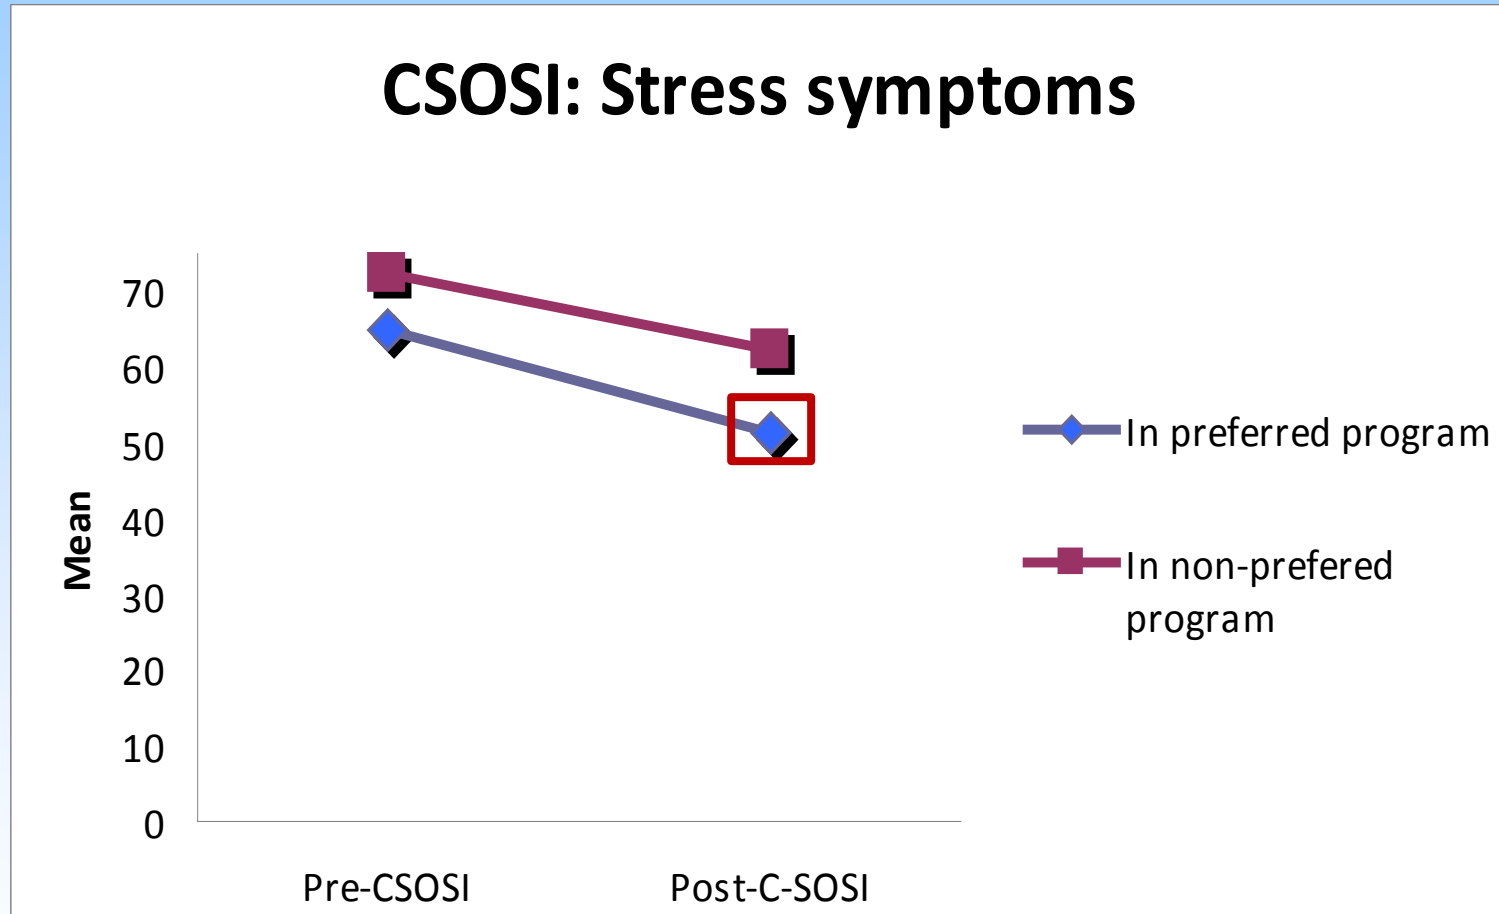 CSOSI: Stress symptoms
Mean
70
60
50
40
30
20
10
0
Pre-CSOSI
Post-C-SOSI
In preferred program
In non-prefered
program